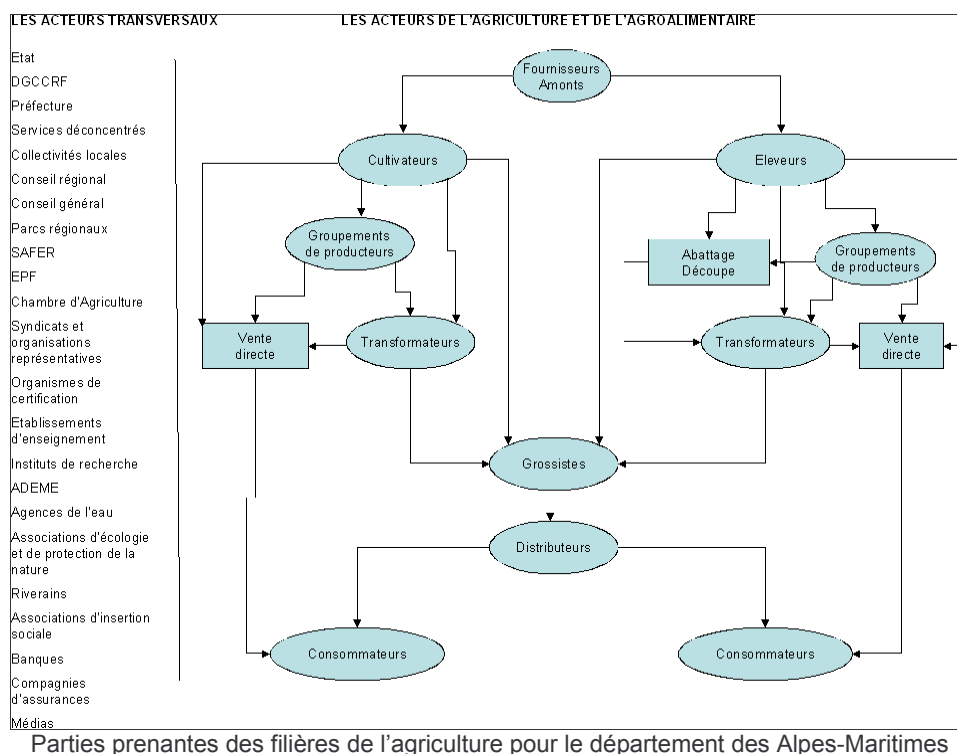 LES ACTEURS TRANSVERSAUX
LES ACTEURS DE L'AGRICULTURE ET DE L'AGROALIMENTAIRE
Etat
DGCCRF
Préfecture
Services déconcentrés
Collectivités locales
Conseil régional
Conseil général
Parcs régionaux
SAFER
EPF
Chambre d'Agriculture
Syndicats et
organisations
représentatives
Organismes de
certification
Etablissements
d'enseignement
Instituts de recherche
ADEME
Agences de l'eau
Associations d'écologie
et de protection de la
nature
Riverains
Associations d'insertion
sociale
Banques
Compagnies
d'assurances
Médias
Fournisseurs
Amonts
Cultivateurs
Eleveurs
Groupements
de producteurs
Abattage
Découpe
Groupements
de producteurs
Vente
directe
Transformateurs
Transformateurs
Vente
directe
Grossistes
Distributeurs
Consommateurs
Consommateurs
Parties prenantes des filières de l'agriculture pour le département des Alpes-Maritimes